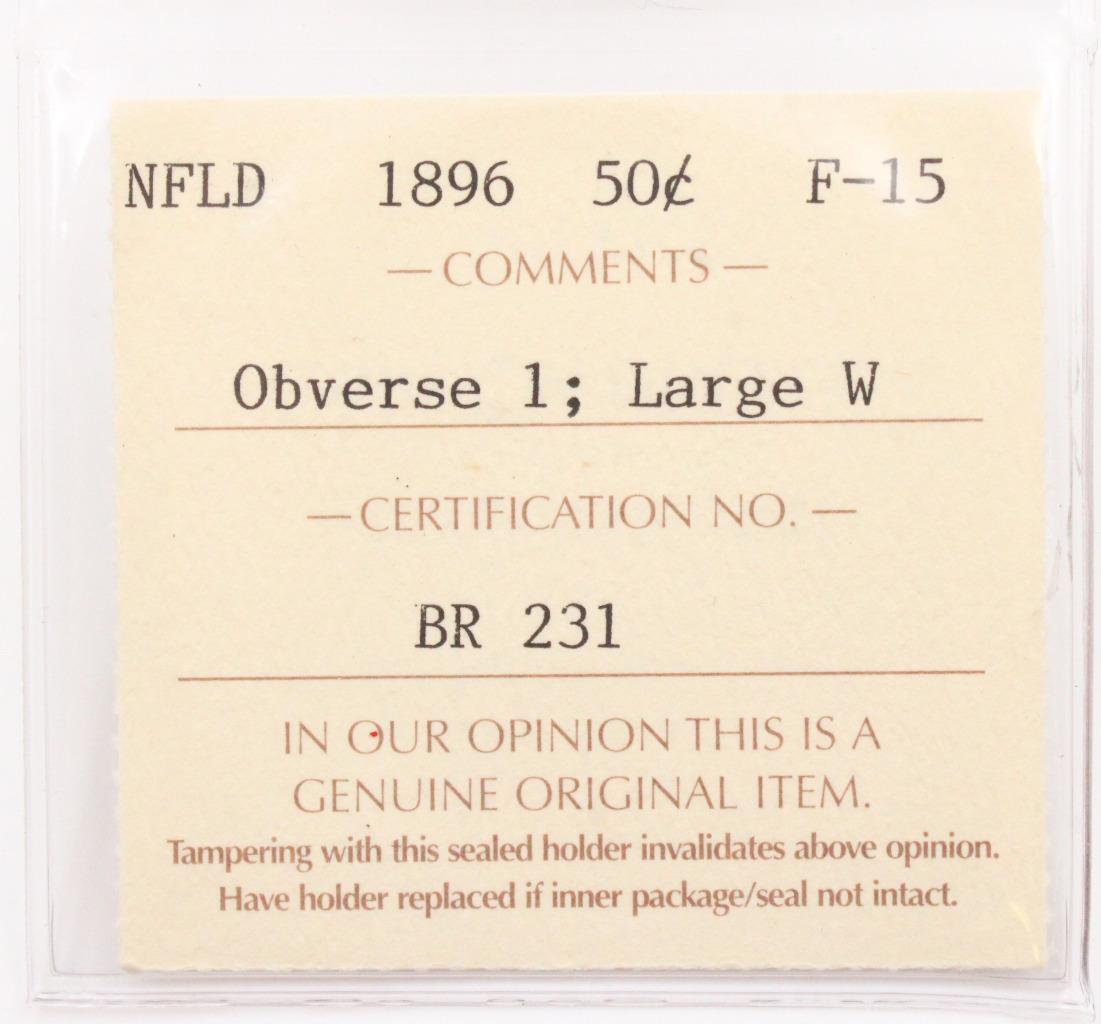 NFLD 1896 50¢ F-15
— COMMENTS —
Obverse 1; Large W
— CERTIFICATION NO. —
BR 231
IN OUR OPINION THIS IS A
GENUINE ORIGINAL ITEM.
Tampering with this sealed holder invalidates above opinion.
Have holder replaced if inner package/seal not intact.